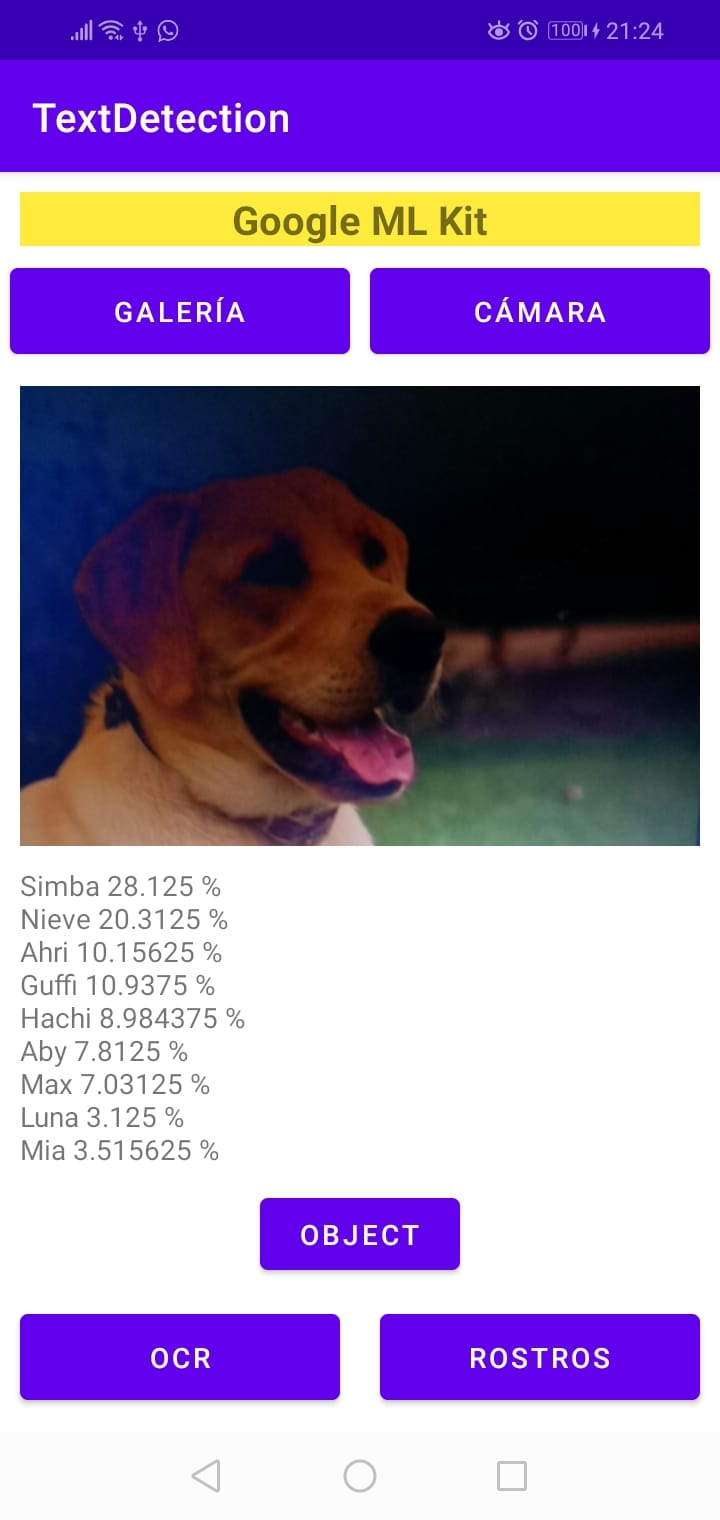 100 21:24
TextDetection
Google ML Kit
GALERÍA CÁMARA
Simba 28.125 %
Nieve 20.3125 %
Ahri 10.15625 %
Guffi 10.9375 %
Hachi 8.984375 %
Aby 7.8125 %
Max 7.03125 %
Luna 3.125 %
Mia 3.515625 %
OBJECT
OCR ROSTROS